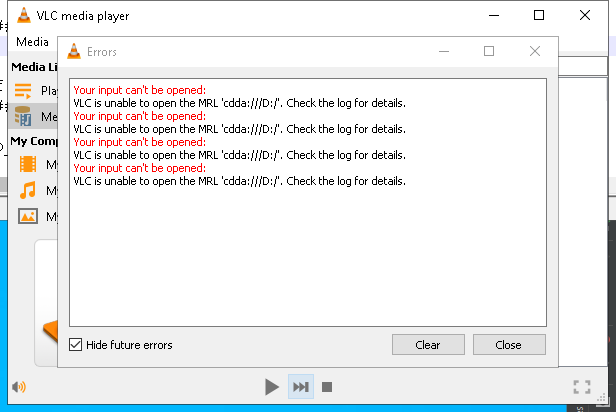 VLC media player
Media
Errors
Media Li
Your input can't be opened:
VLC is unable to open the MRL 'cdda:///D:/'. Check the log for details.
Your input can't be opened:
VLC is unable to open the MRL 'cdda:///D:/'. Check the log for details.
Your input can't be opened:
VLC is unable to open the MRL 'cdda:///D:/'. Check the log for details.
Your input can't be opened:
VLC is unable to open the MRL 'cdda:///D:/'. Check the log for details.
Play
Me
My Comp
My
My
My
Hide future errors
Clear
Close